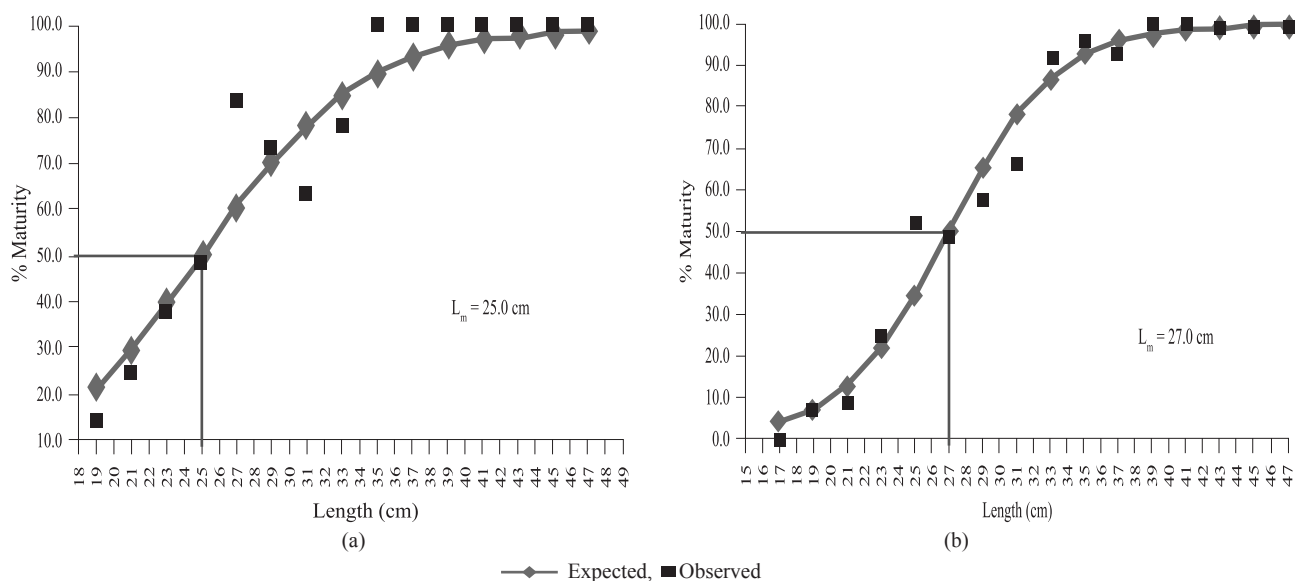 100.0
90.0
80.0
70.0
60.0
50.0
40.0
30.0
20.0
10.0
% Maturity
L_m = 25.0 cm
18 19 20 21 22 23 24 25 26 27 28 29 30 31 32 33 34 35 36 37 38 39 40 41 42 43 44 45 46 47 48 49
Length (cm)
(a)
100.0
90.0
80.0
70.0
60.0
50.0
40.0
30.0
20.0
10.0
0.0
% Maturity
L_m = 27.0 cm
15 16 17 18 19 20 21 22 23 24 25 26 27 28 29 30 31 32 33 34 35 36 37 38 39 40 41 42 43 44 45 46 47
Length (cm)
(b)
Expected, Observed